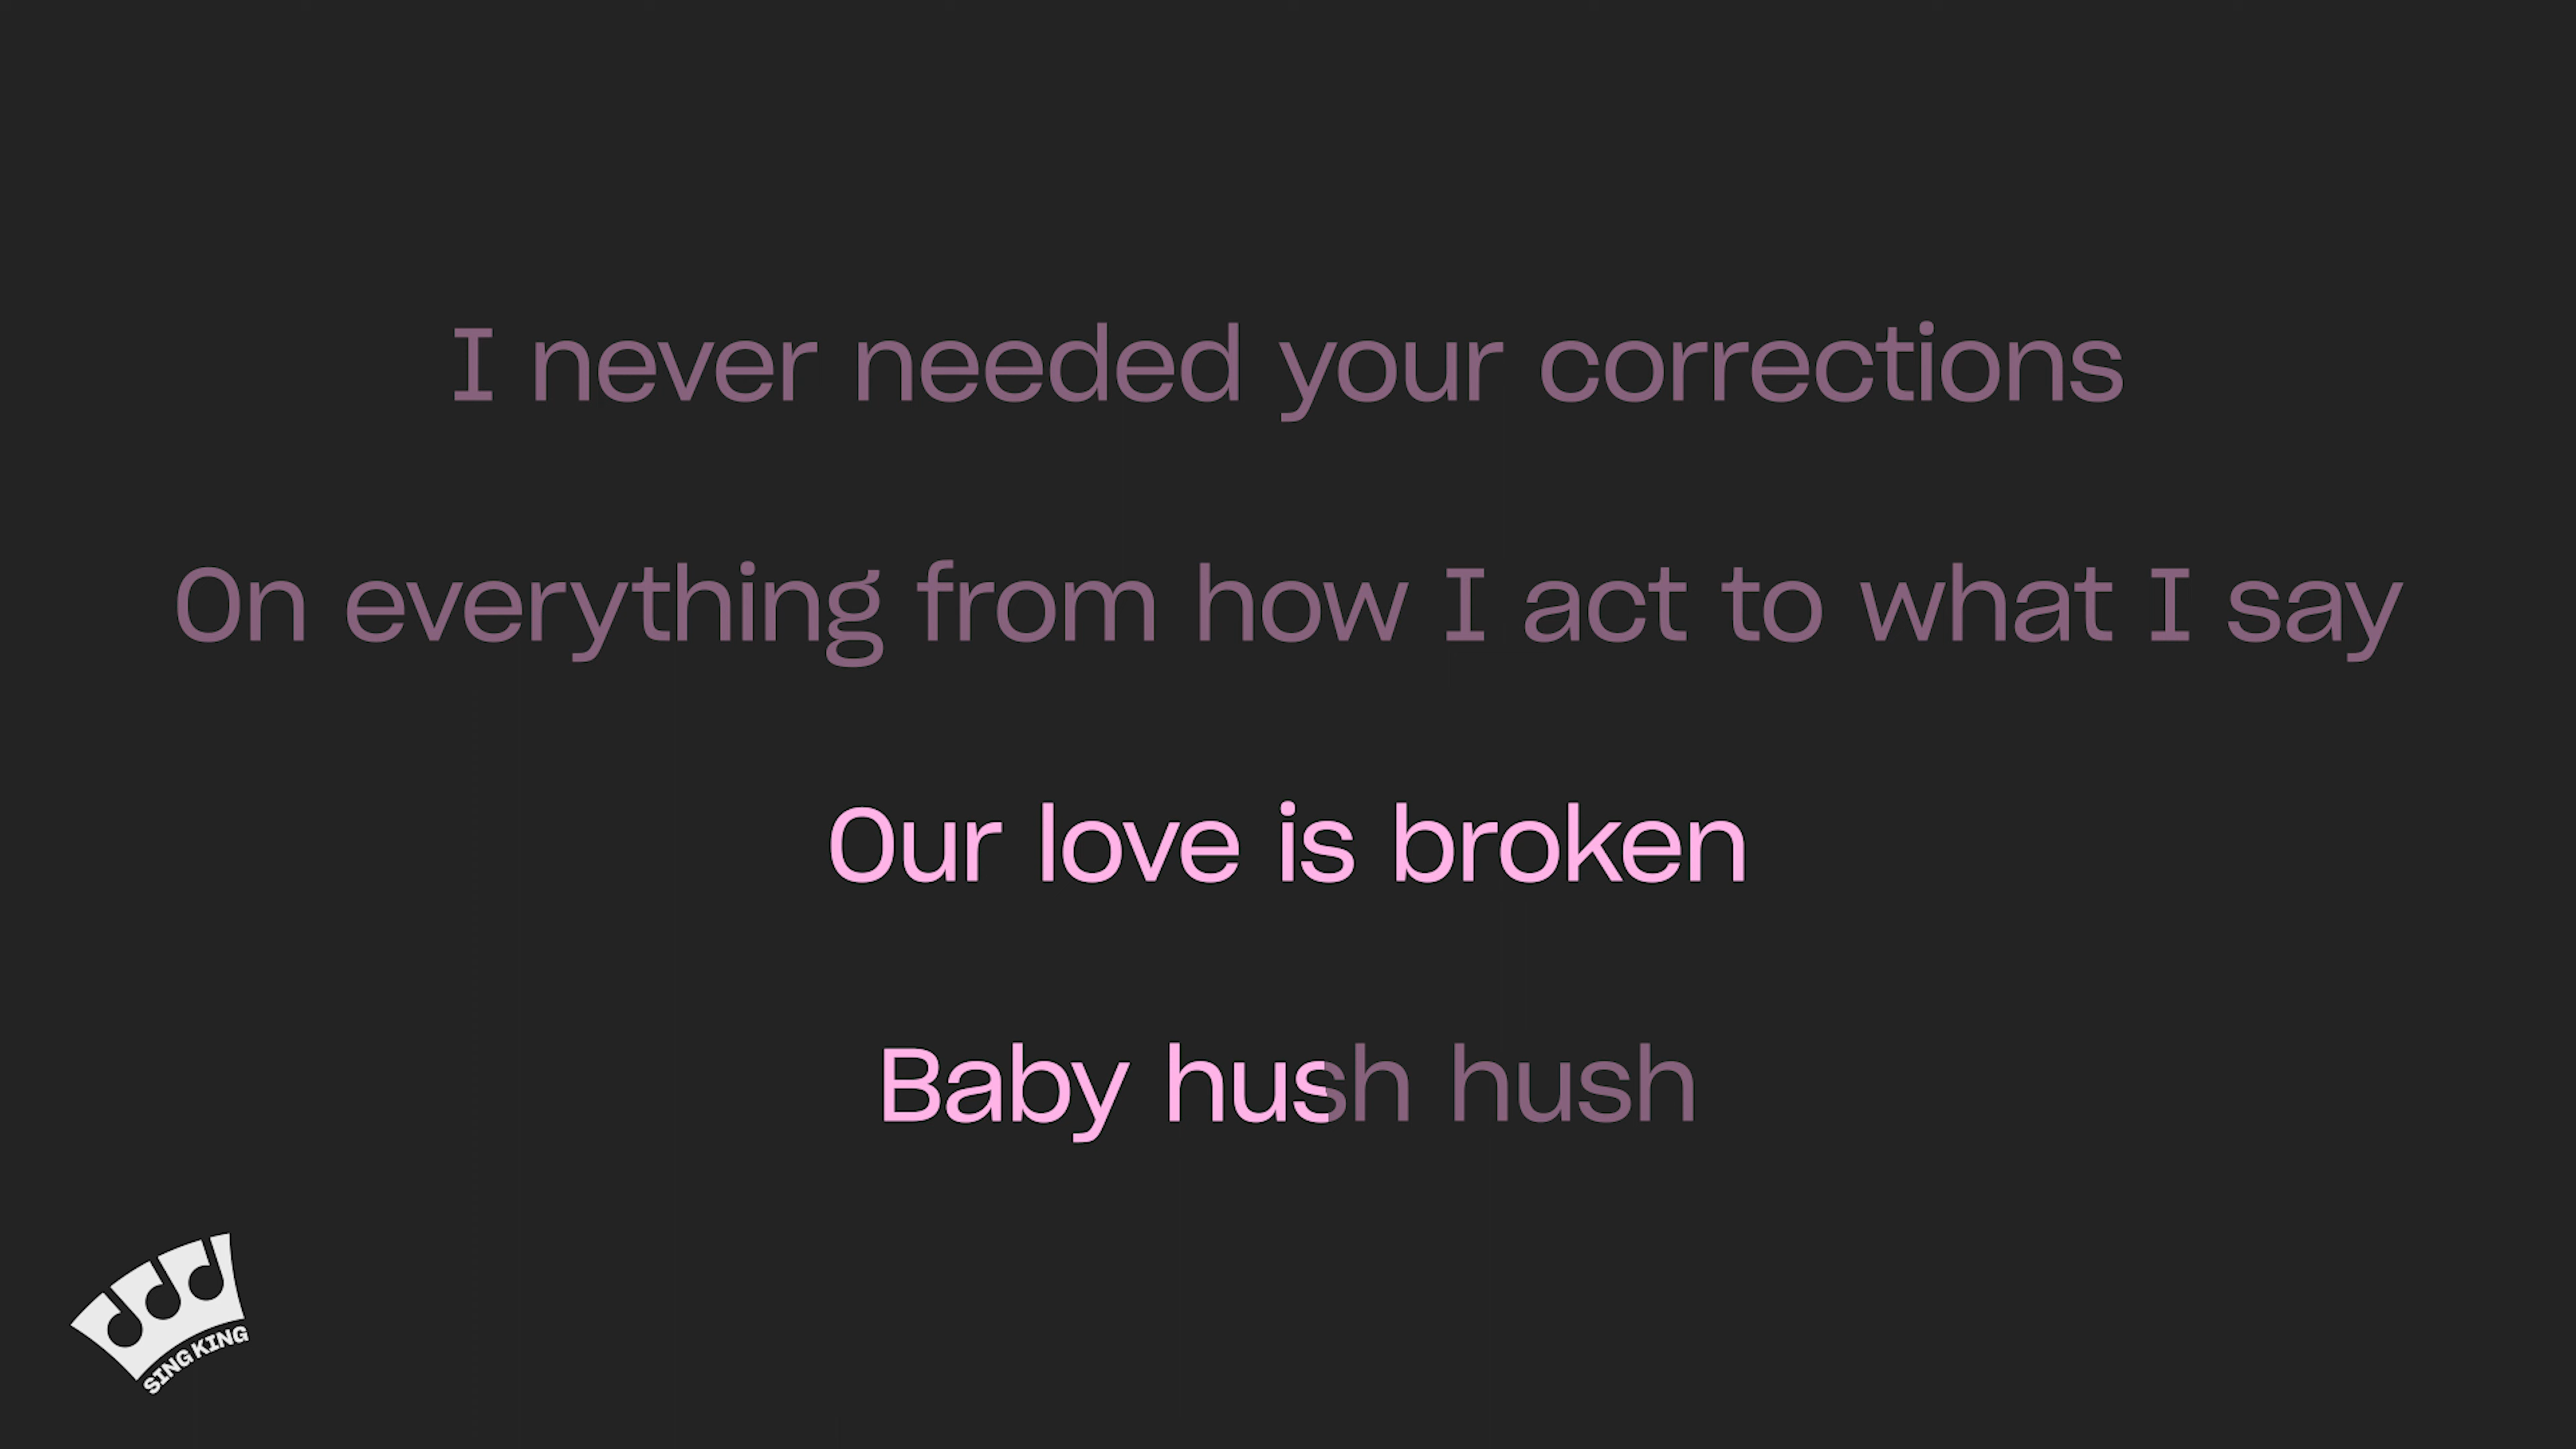 I never needed your corrections
On everything from how I act to what I say
Our love is broken
Baby hush hush
SING KING